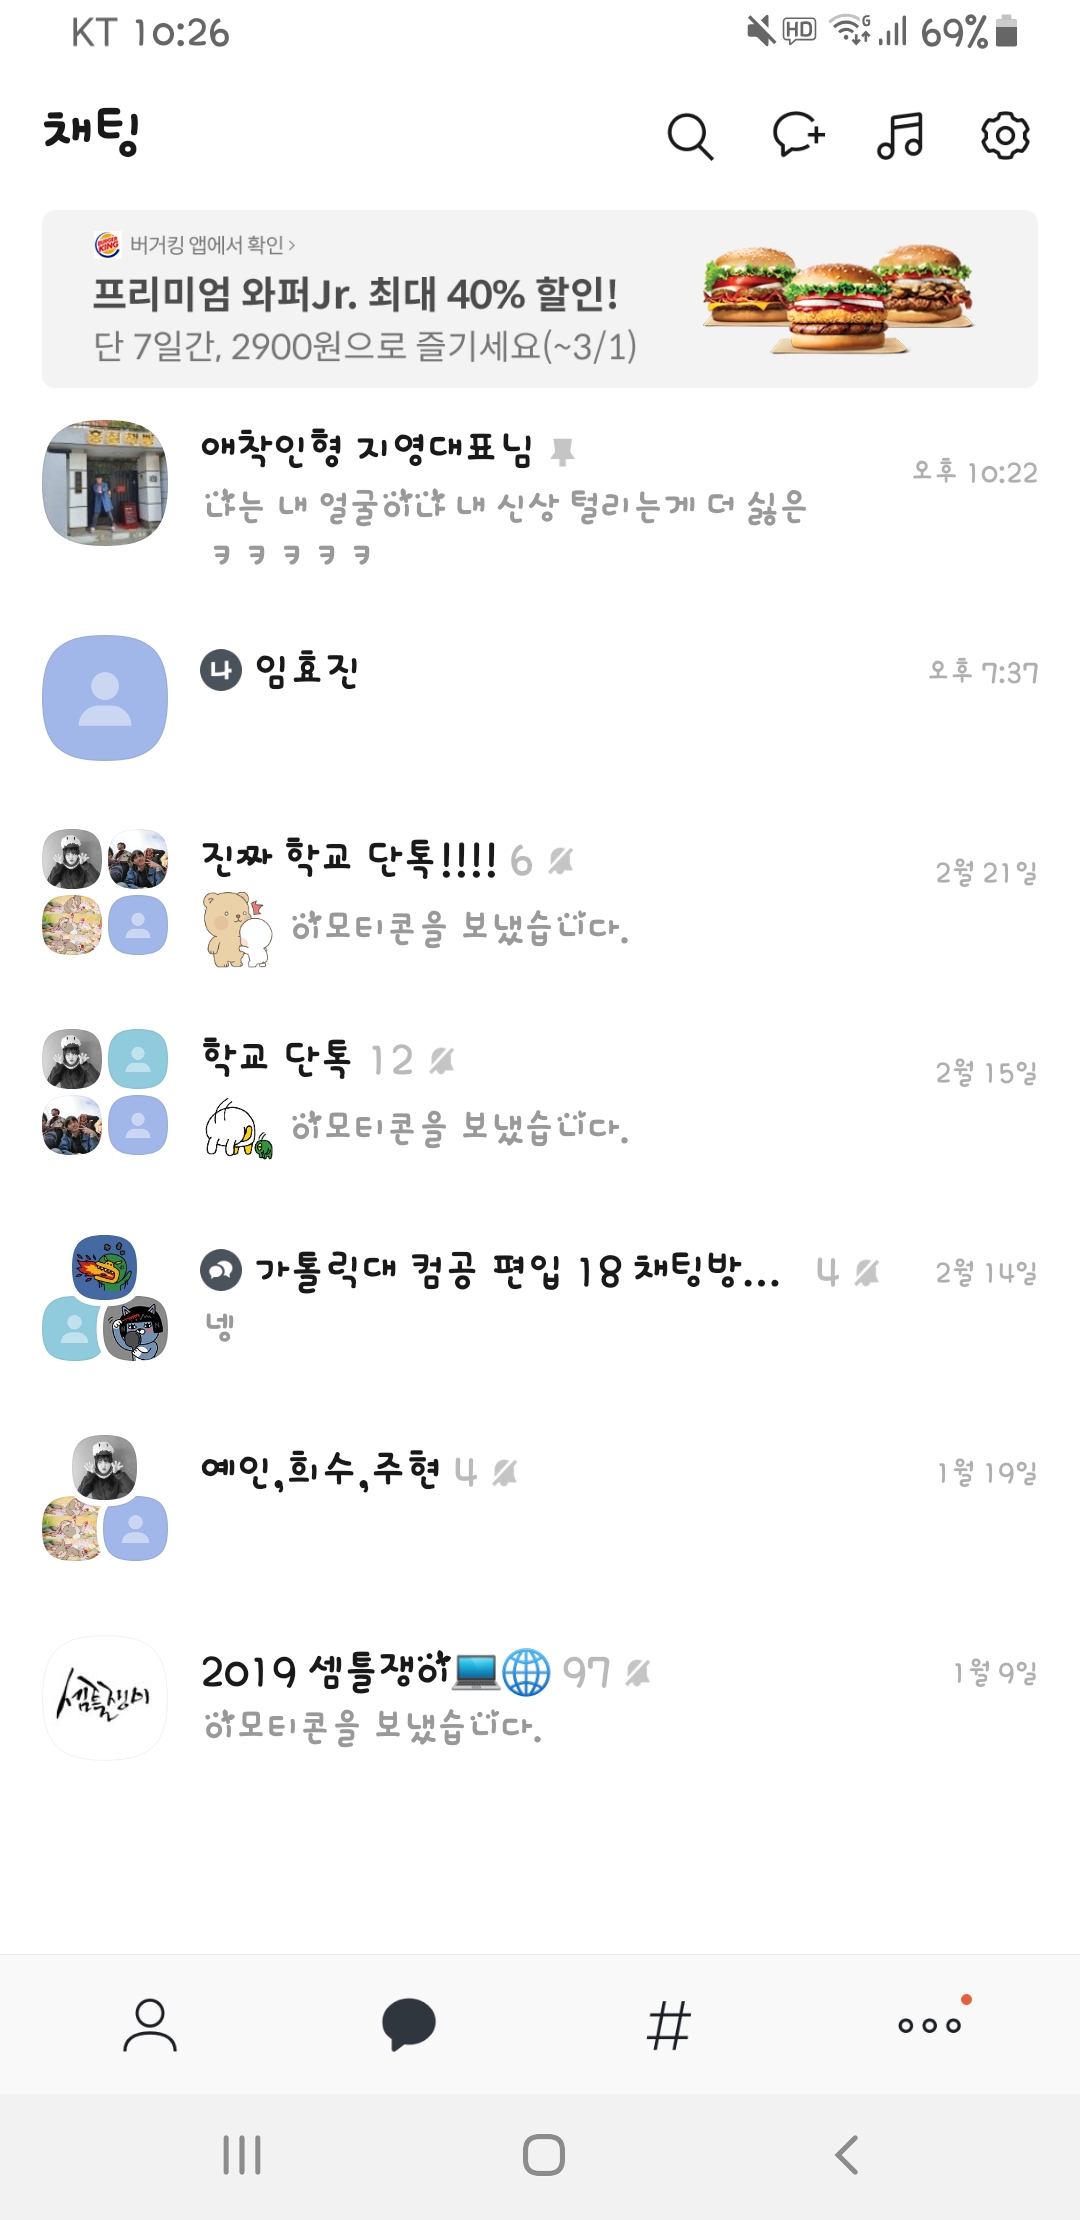 KT 10:26
HD
G
69%
채팅
BURGER KING
버거킹 앱에서 확인 >
프리미엄 와퍼Jr. 최대 40% 할인!
단 7일간, 2900원으로 즐기세요(~3/1)
애착인형 지영대표님
오후 10:22
나는 내 얼굴이나 내 신상 털리는게 더 싫은
ㅋㅋㅋㅋㅋ
나 임효진
오후 7:37
진짜 학교 단톡!!!! 6
2월 21일
이모티콘을 보냈습니다.
학교 단톡 12
2월 15일
이모티콘을 보냈습니다.
가톨릭대 컴공 편입 18 채팅방... 4
2월 14일
넹
예인,희수,주현 4
1월 19일
셈틀쟁이
2019 셈틀쟁이💻🌐 97
1월 9일
이모티콘을 보냈습니다.